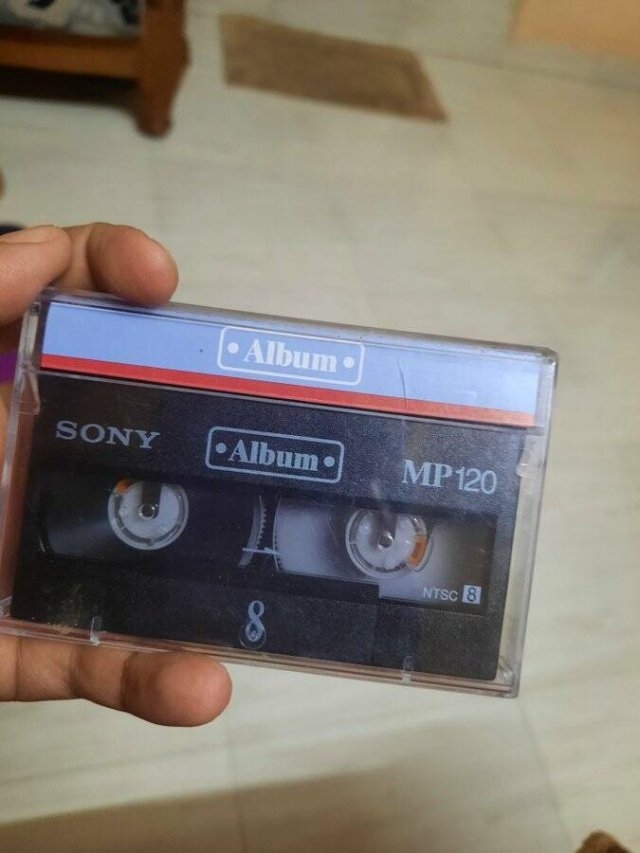 • Album •
SONY
• Album •
MP120
NTSC 8
8